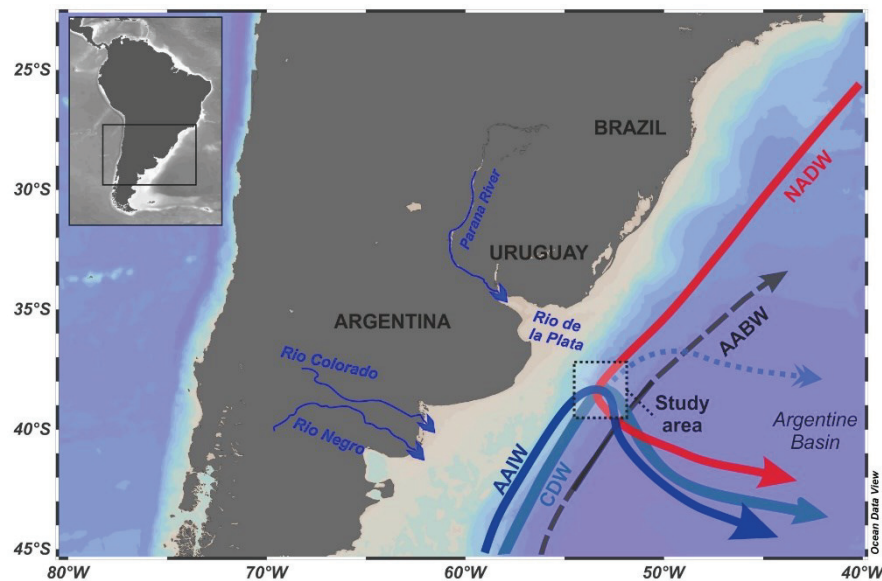 25°S
30°S
35°S
40°S
45°S
80°W
70°W
60°W
50°W
40°W
BRAZIL
URUGUAY
ARGENTINA
Parana River
Rio de
la Plata
Rio Colorado
Rio Negro
NADW
AABW
AAIW
CDW
Study
area
Argentine
Basin
Ocean Data View